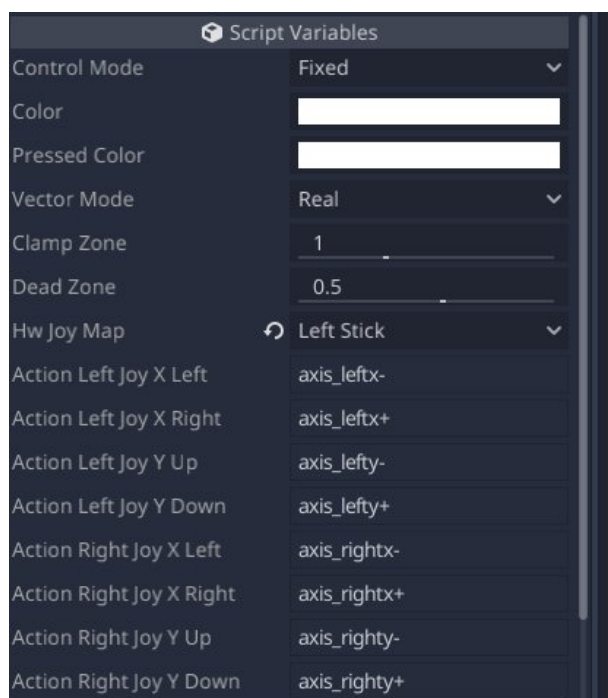 Script Variables
Control Mode Fixed
Color
Pressed Color
Vector Mode Real
Clamp Zone 1
Dead Zone 0.5
Hw Joy Map Left Stick
Action Left Joy X Left axis_leftx-
Action Left Joy X Right axis_leftx+
Action Left Joy Y Up axis_lefty-
Action Left Joy Y Down axis_lefty+
Action Right Joy X Left axis_rightx-
Action Right Joy X Right axis_rightx+
Action Right Joy Y Up axis_righty-
Action Right Joy Y Down axis_righty+